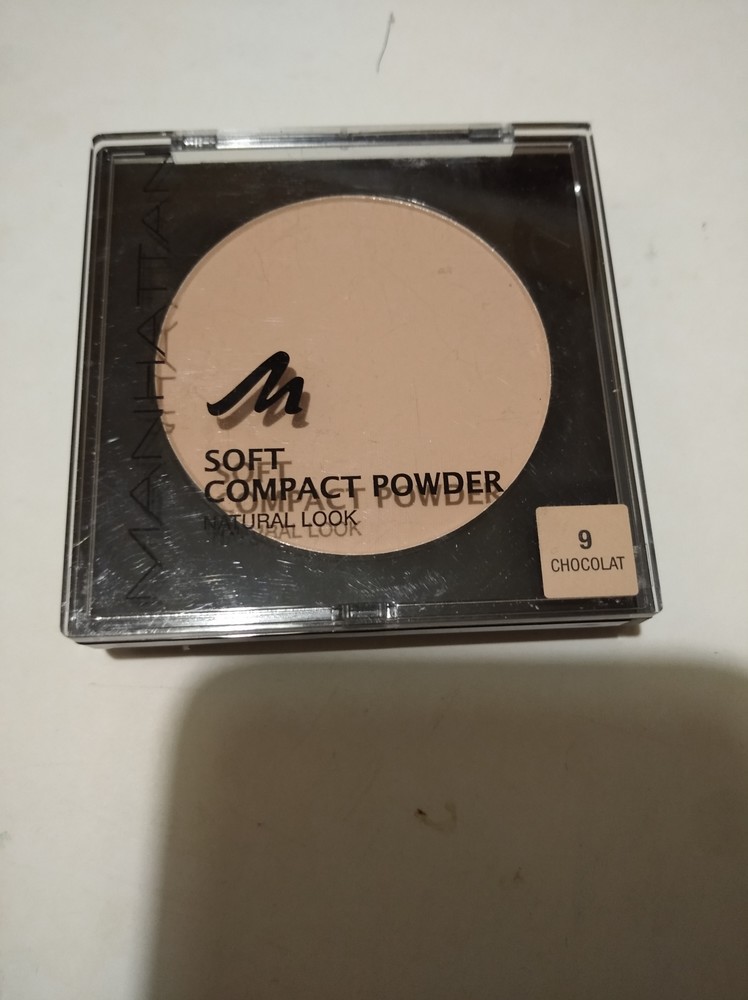 MANHATTAN
SOFT
COMPACT POWDER
NATURAL LOOK
9
CHOCOLAT